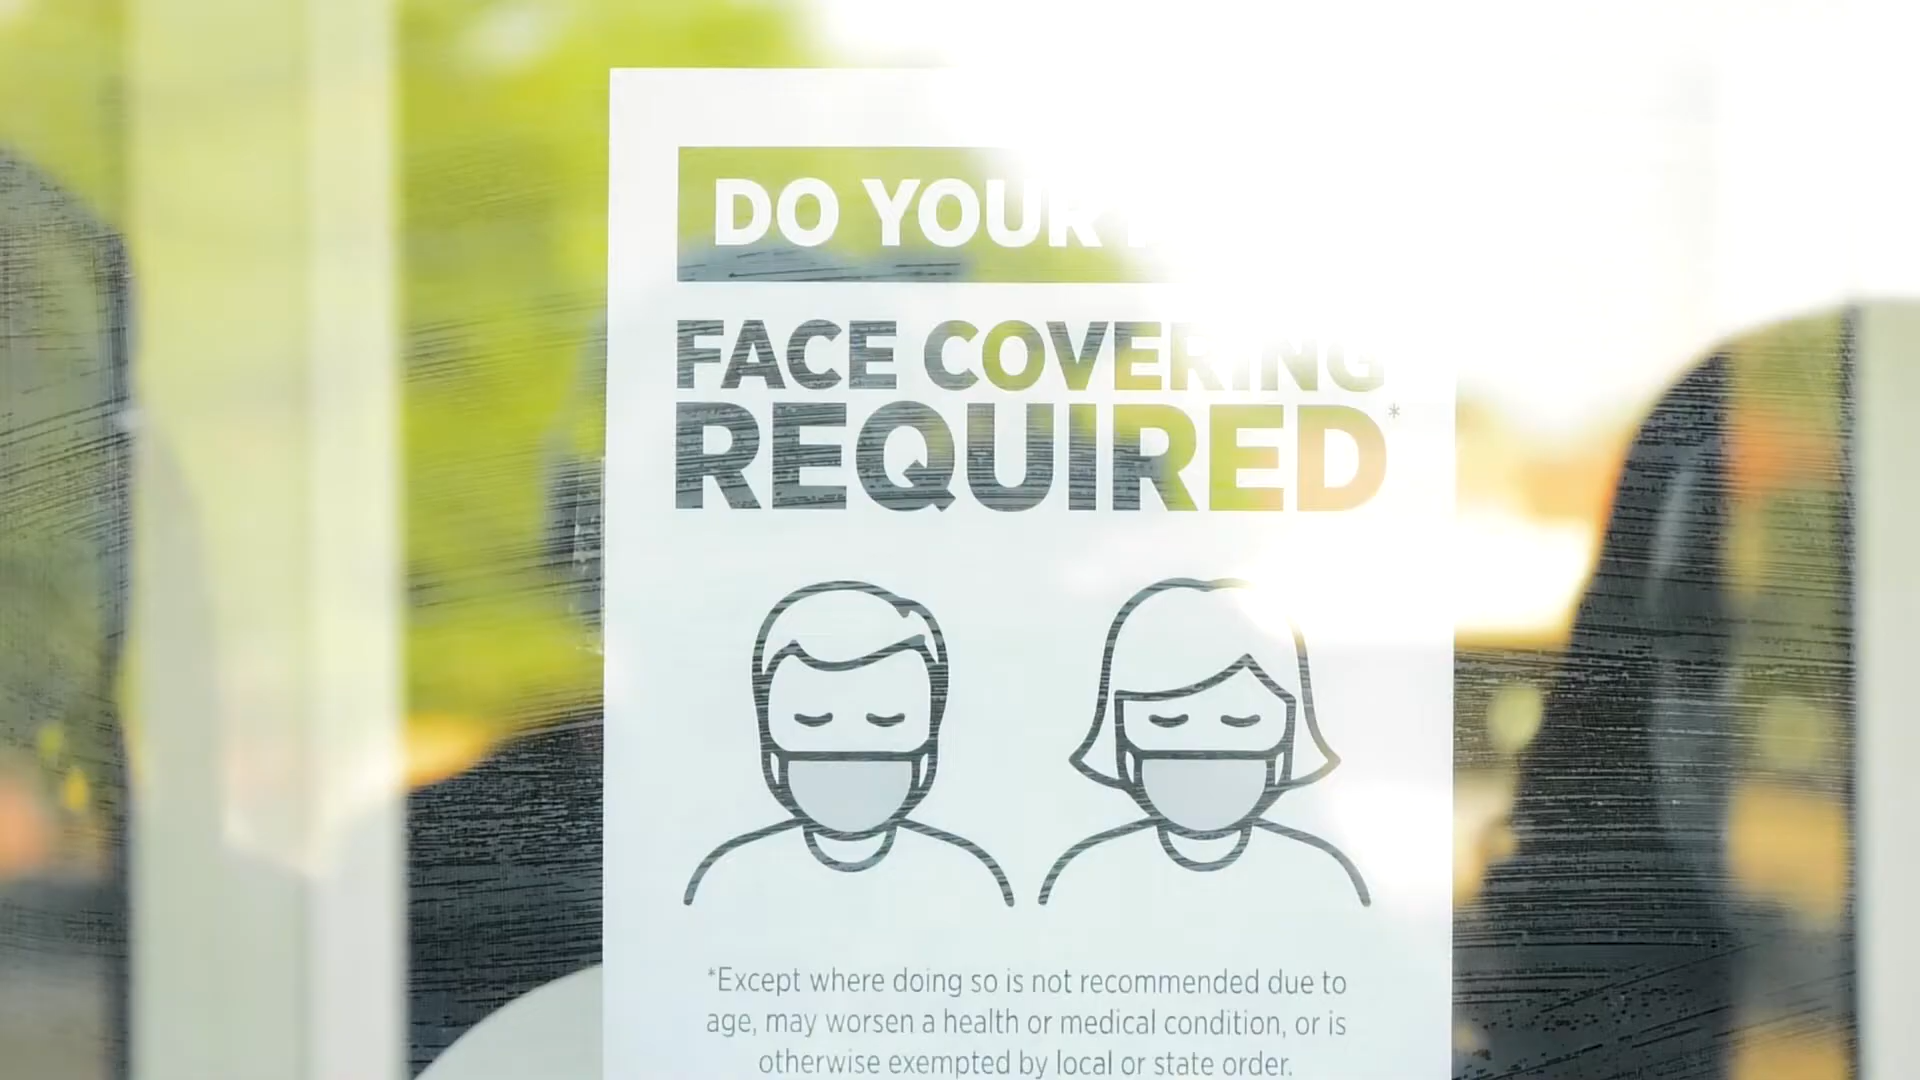 DO YOUR
FACE COVERING
REQUIRED*
*Except where doing so is not recommended due to
age, may worsen a health or medical condition, or is
otherwise exempted by local or state order.